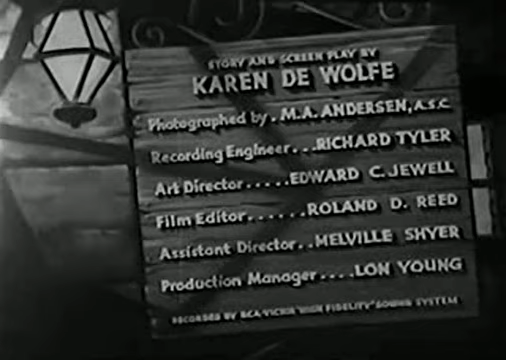 STORY AND SCREEN PLAY BY
KAREN DE WOLFE
Photographed by . M.A. ANDERSEN, A.S.C.
Recording Engineer...RICHARD TYLER
Art Director.....EDWARD C. JEWELL
Film Editor......ROLAND D. REED
Assistant Director..MELVILLE SHYER
Production Manager....LON YOUNG
RECORDED BY RCA-VICTOR "HIGH FIDELITY" SOUND SYSTEM